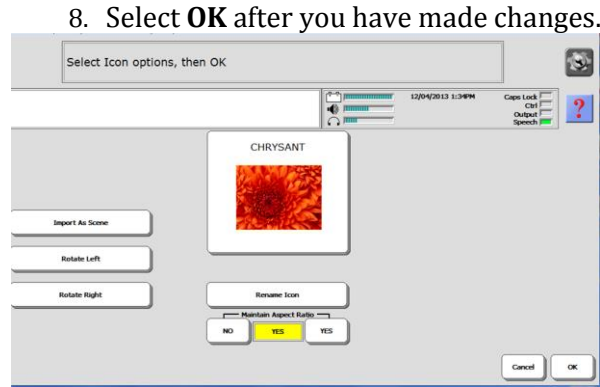 8. Select OK after you have made changes.
Select Icon options, then OK
12/04/2013 1:34PM
Caps Lock
Ctrl
Output
Speech
?
CHRYSANT
Import As Scene
Rotate Left
Rotate Right
Rename Icon
Maintain Aspect Ratio
NO YES YES
Cancel OK